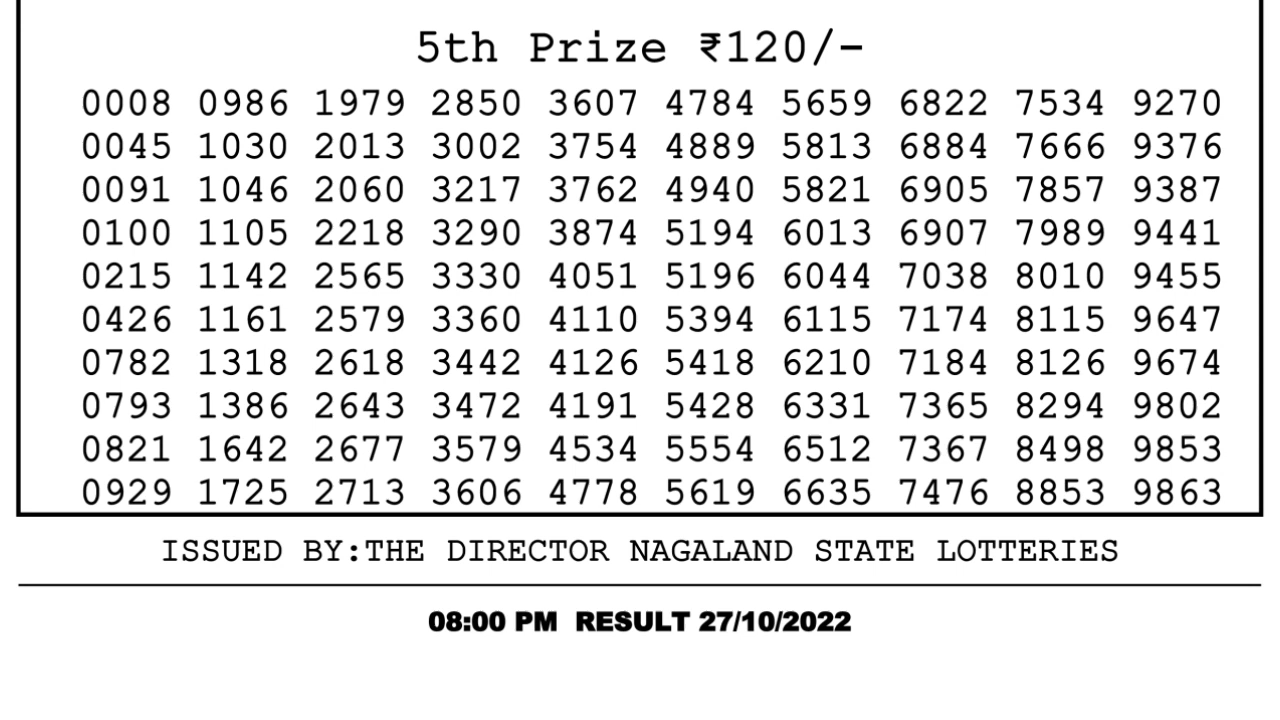 5th Prize ₹120/-
0008 0986 1979 2850 3607 4784 5659 6822 7534 9270
0045 1030 2013 3002 3754 4889 5813 6884 7666 9376
0091 1046 2060 3217 3762 4940 5821 6905 7857 9387
0100 1105 2218 3290 3874 5194 6013 6907 7989 9441
0215 1142 2565 3330 4051 5196 6044 7038 8010 9455
0426 1161 2579 3360 4110 5394 6115 7174 8115 9647
0782 1318 2618 3442 4126 5418 6210 7184 8126 9674
0793 1386 2643 3472 4191 5428 6331 7365 8294 9802
0821 1642 2677 3579 4534 5554 6512 7367 8498 9853
0929 1725 2713 3606 4778 5619 6635 7476 8853 9863
ISSUED BY:THE DIRECTOR NAGALAND STATE LOTTERIES
08:00 PM RESULT 27/10/2022